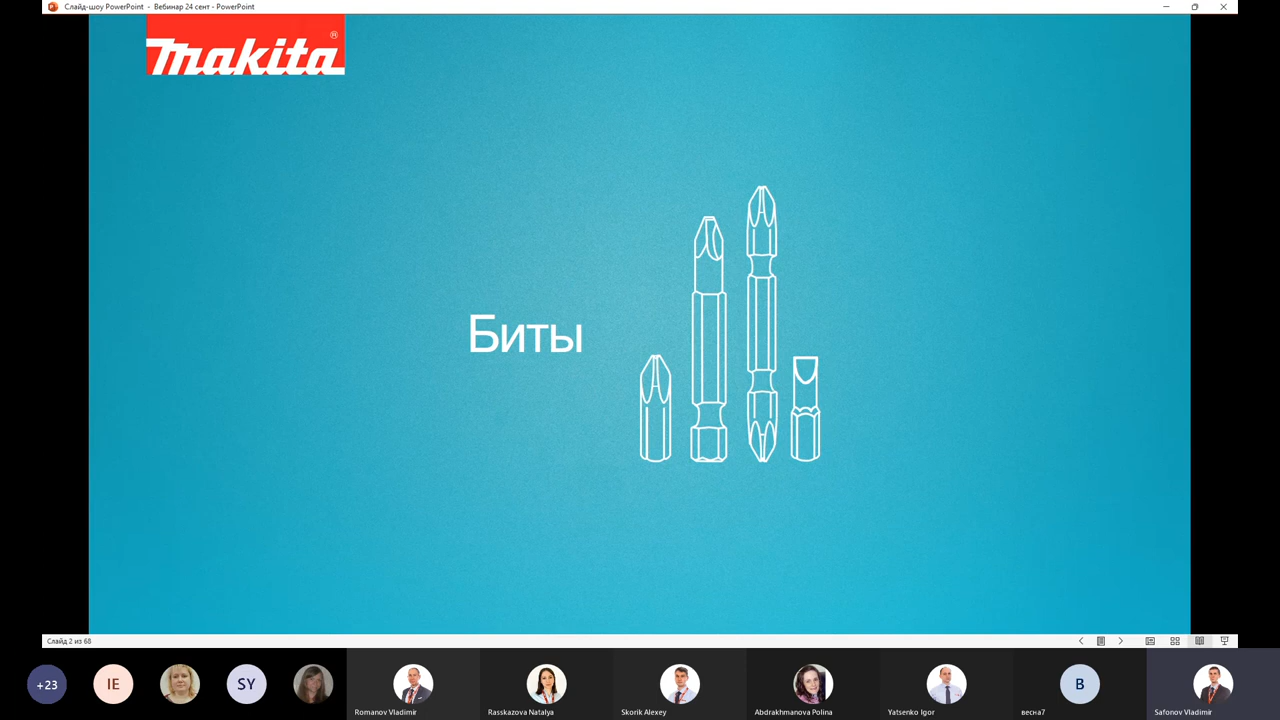 Слайд-шоу PowerPoint - Вебинар 24 сент - PowerPoint
makita®
Биты
Слайд 2 из 68
+23
IE
SY
B
Romanov Vladimir
Rasskazova Natalya
Skorik Alexey
Abdrakhmanova Polina
Yatsenko Igor
весна7
Safonov Vladimir